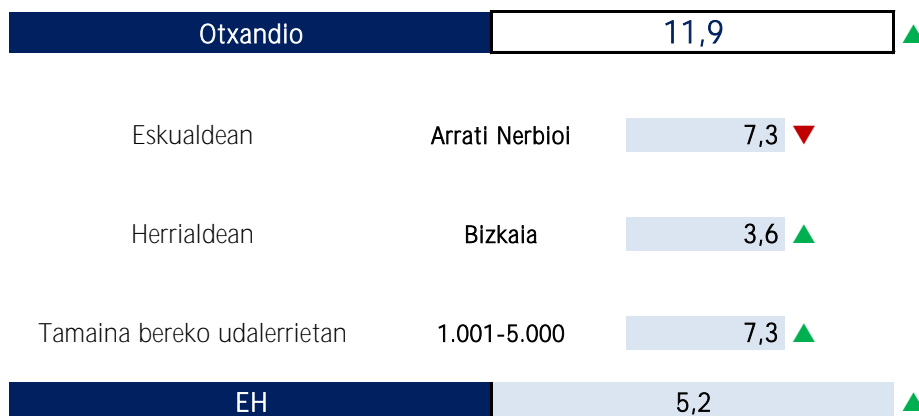 Otxandio 11,9 ▲
Eskualdean Arrati Nerbioi 7,3 ▼
Herrialdean Bizkaia 3,6 ▲
Tamaina bereko udalerrietan 1.001-5.000 7,3 ▲
EH 5,2 ▲